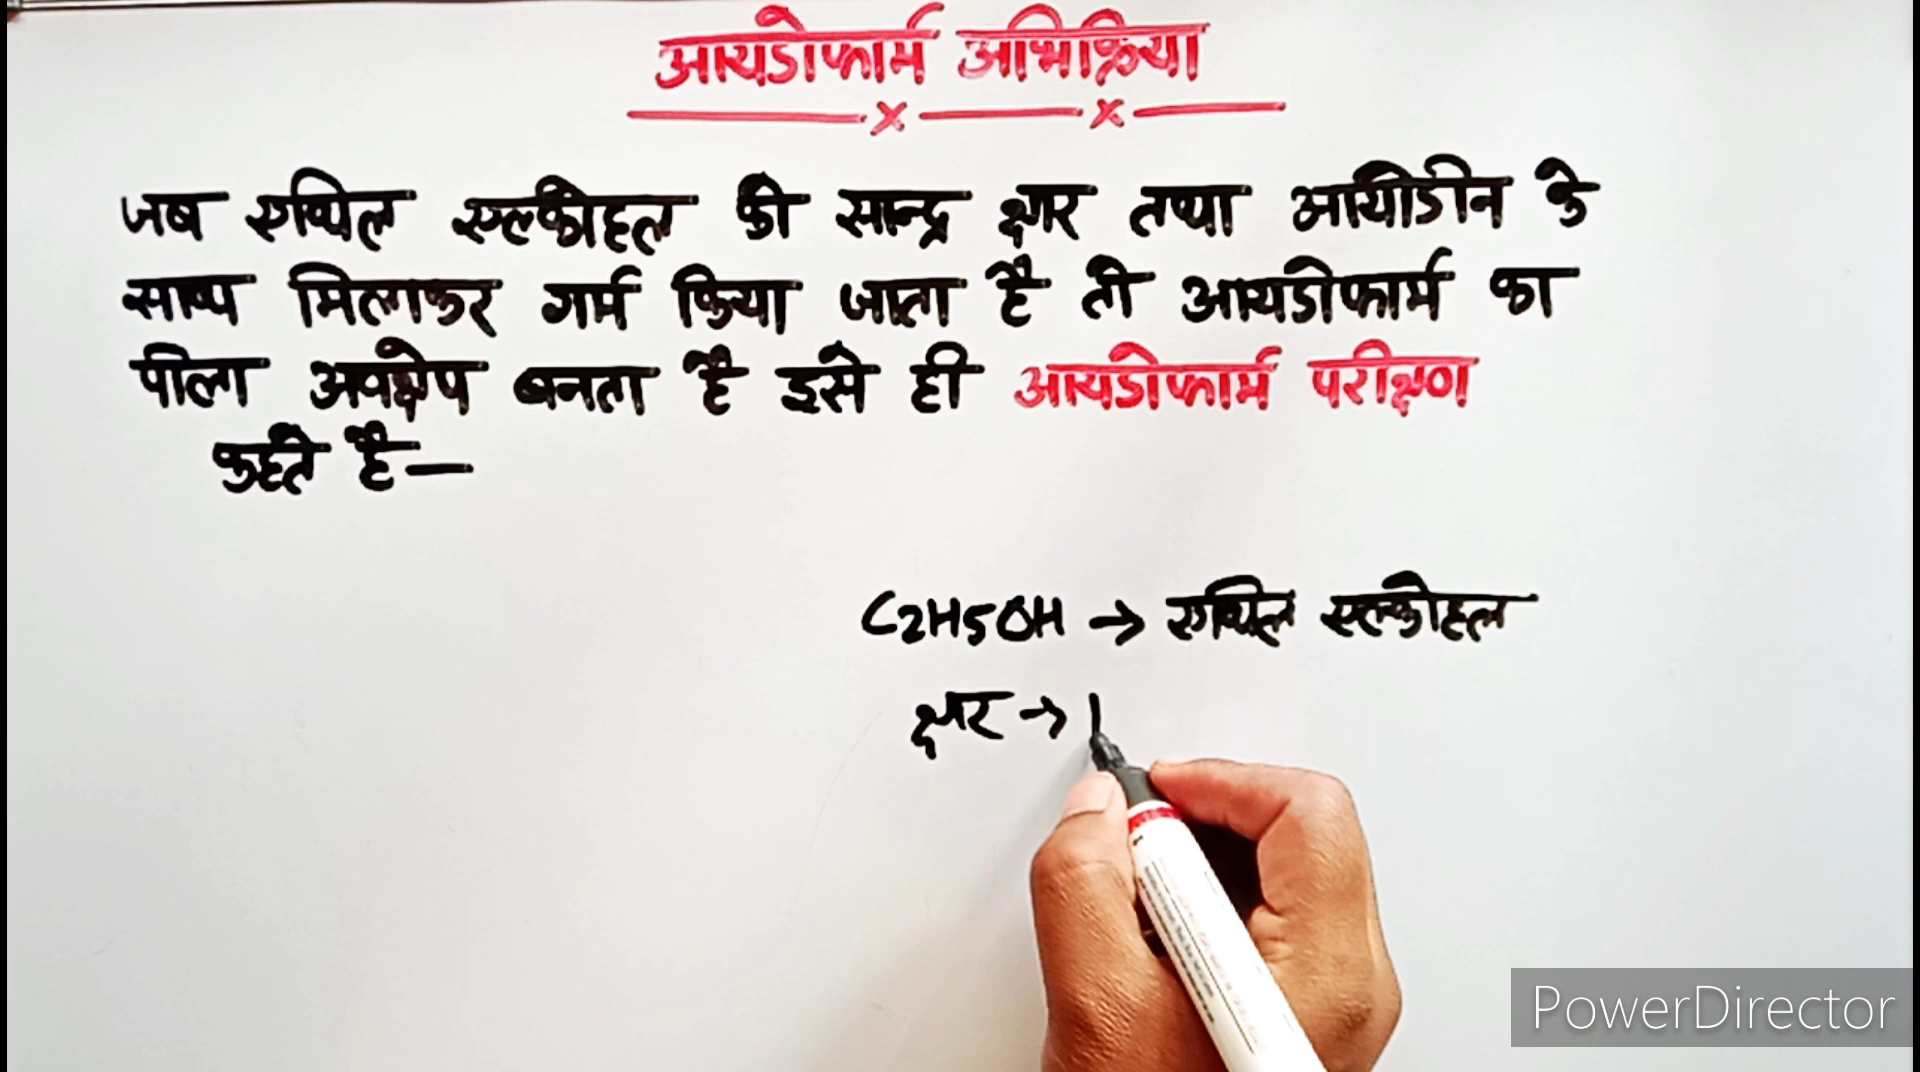 आयडोफार्म अभिक्रिया
जब एथिल एल्कोहल को सान्द्र क्षार तथा आयोडीन के
साथ मिलाकर गर्म किया जाता है तो आयडोफार्म का
पीला अवक्षेप बनता है इसे ही आयडोफार्म परीक्षण
कहते है—
C2H5OH → एथिल एल्कोहल
क्षार →
PowerDirector